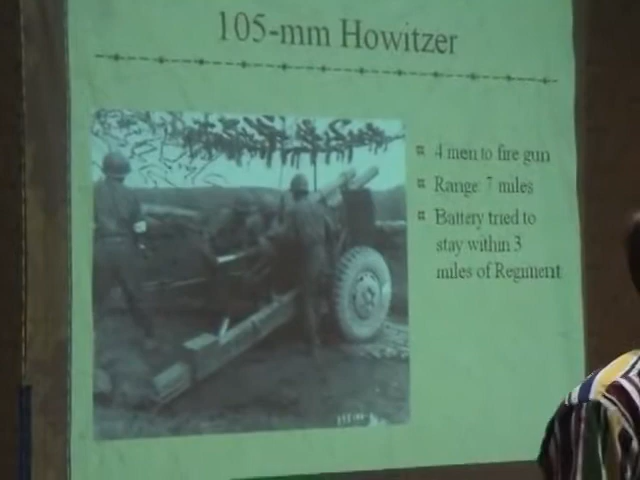 105-mm Howitzer
4 men to fire gun
Range: 7 miles
Battery tried to
stay within 3
miles of Regiment